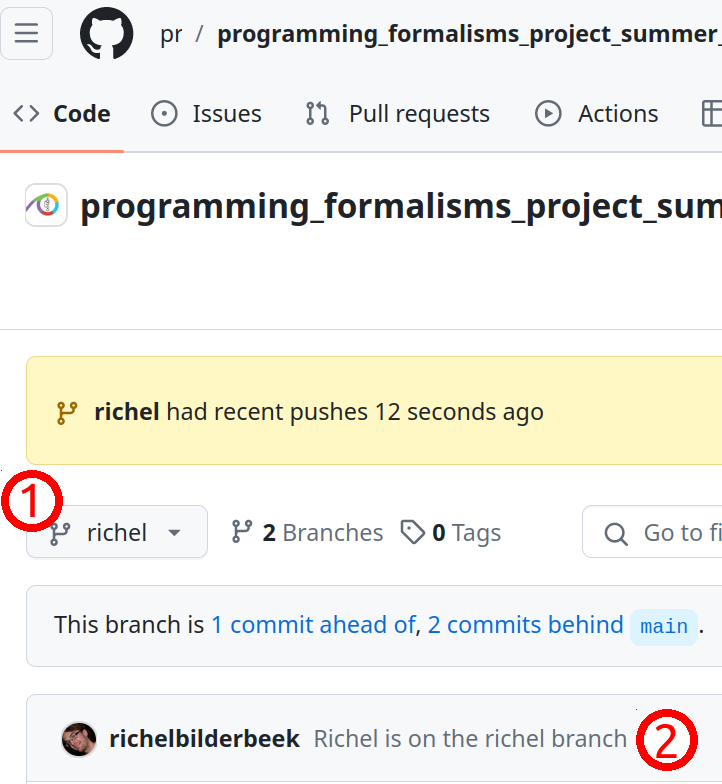 pr / programming_formalisms_project_summer_
Code Issues Pull requests Actions
programming_formalisms_project_sum
richel had recent pushes 12 seconds ago
1
richel 2 Branches 0 Tags Go to fi
This branch is 1 commit ahead of, 2 commits behind main.
richelbilderbeek Richel is on the richel branch 2